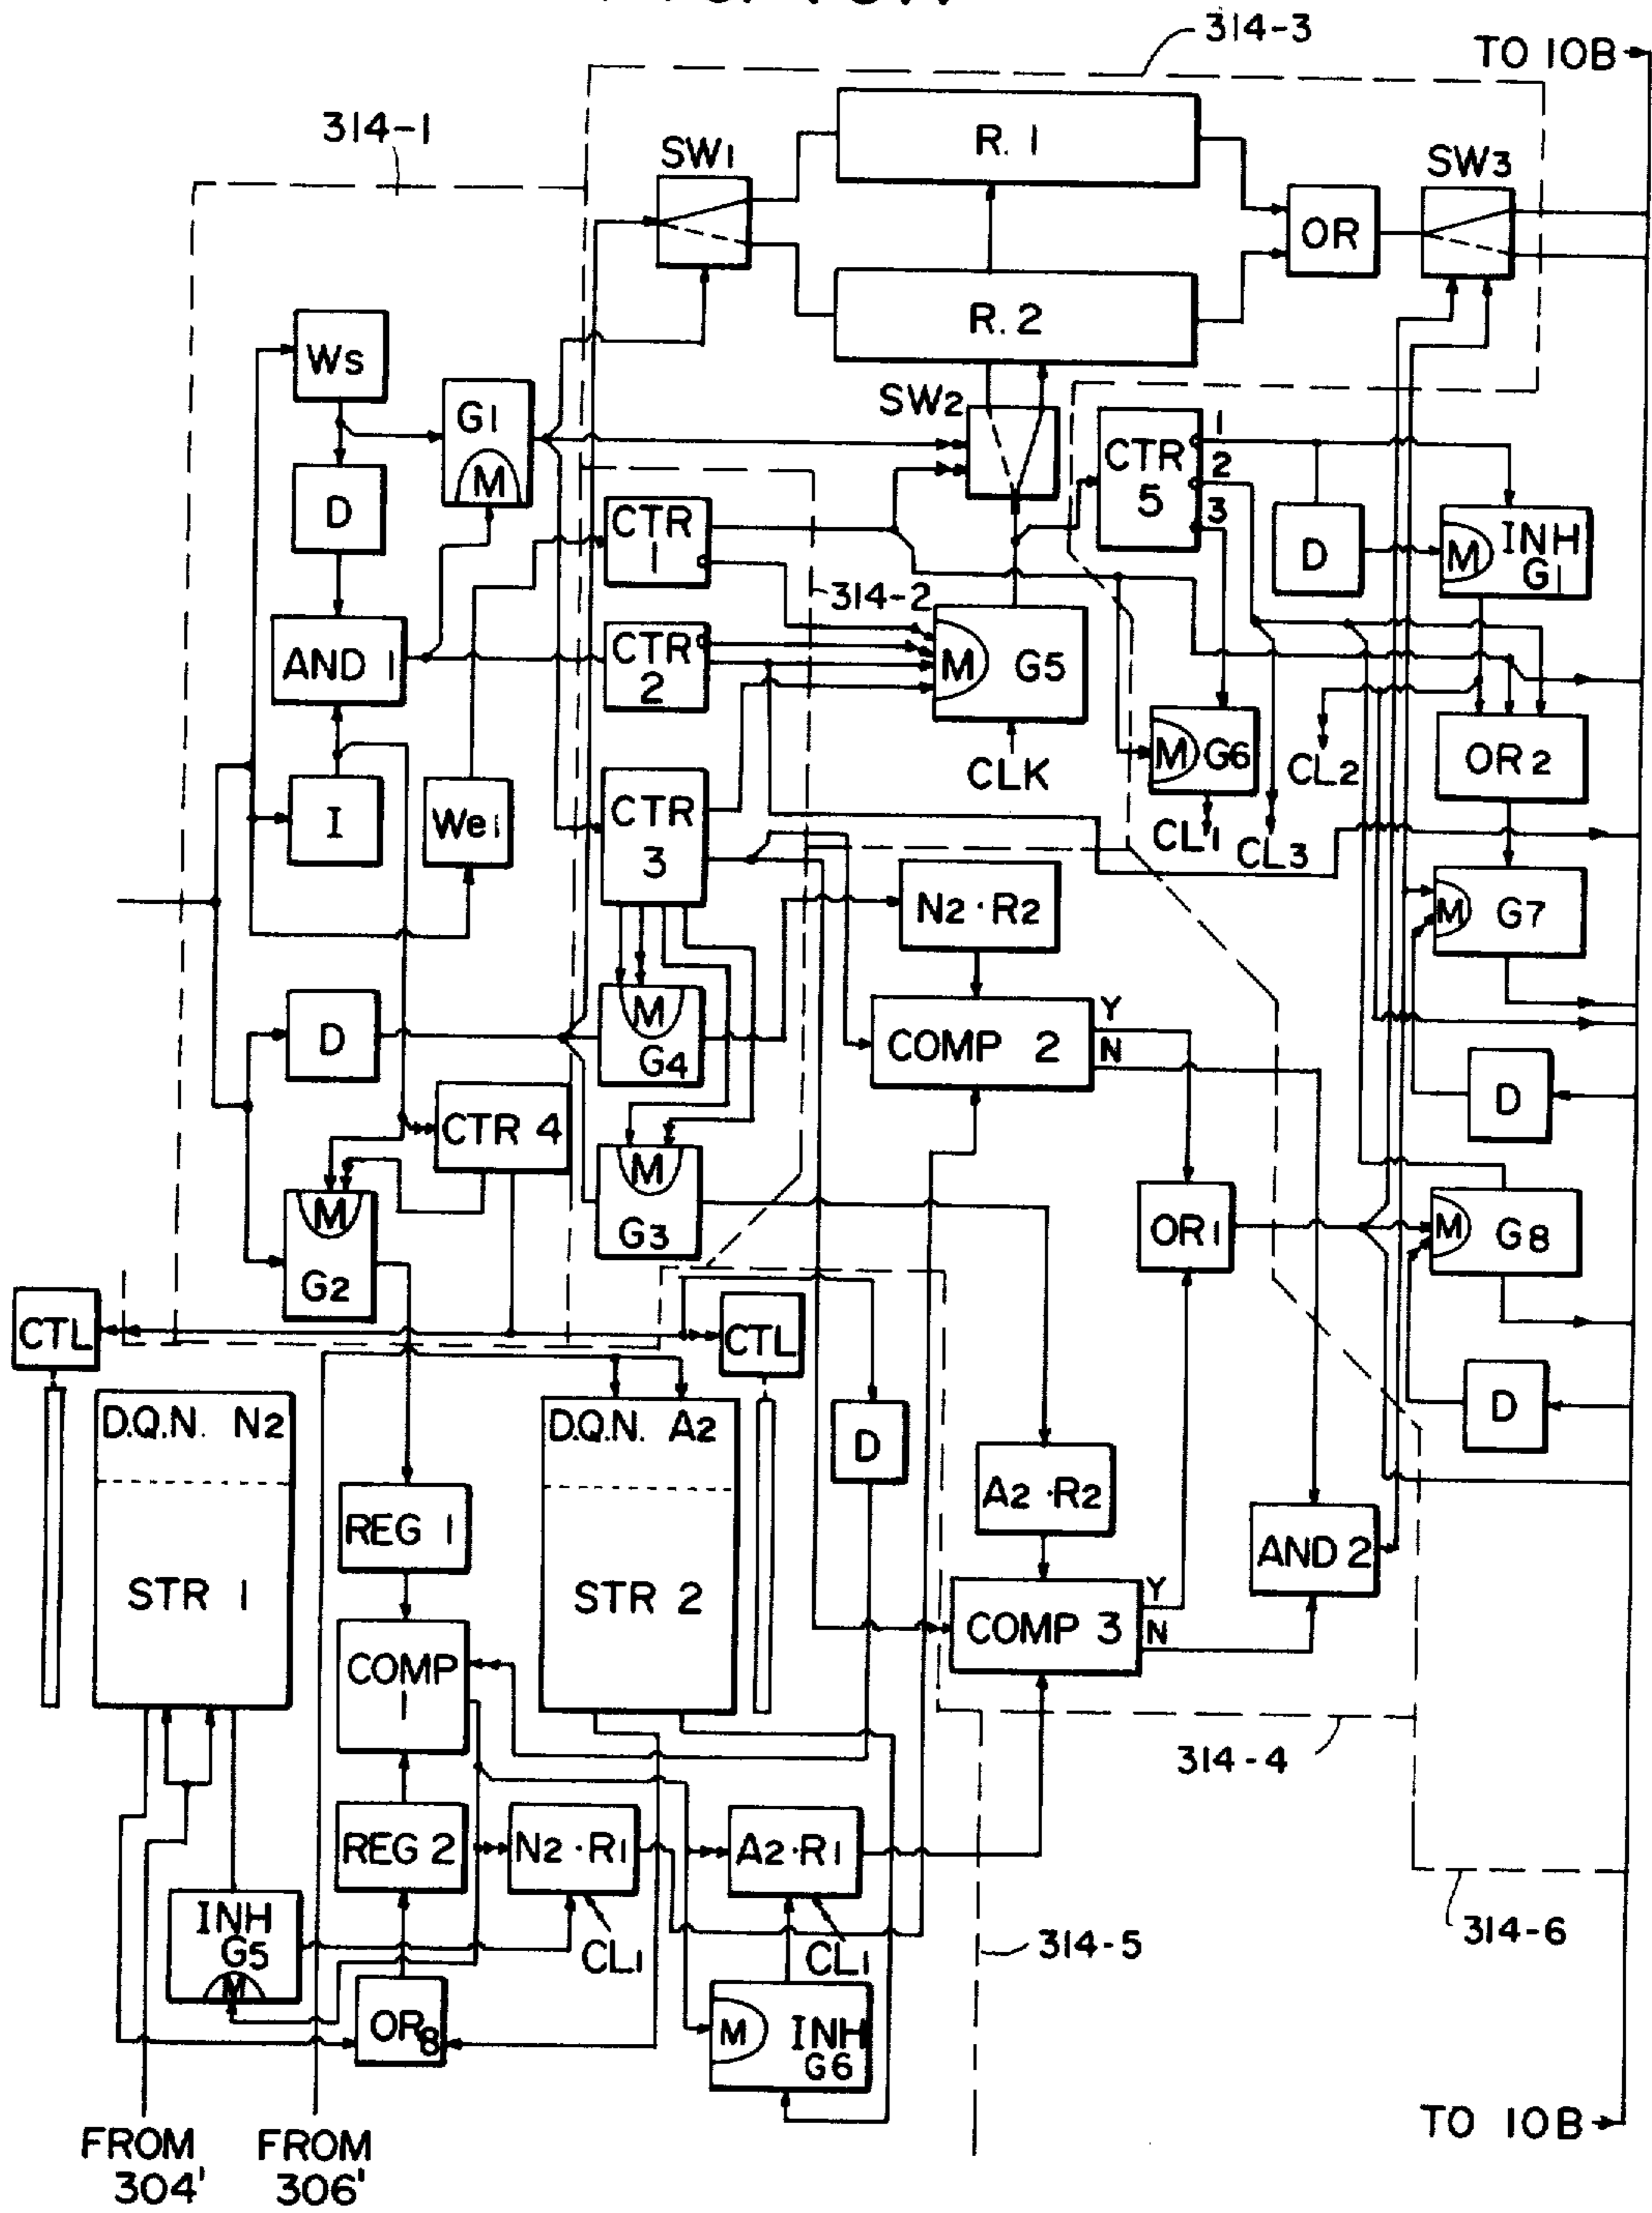 314-3
TO 10B
314-1
SW1
R. 1
SW3
OR
R. 2
Ws
G1
M
SW2
CTR
5
1
2
3
D
CTR
1
D
INH
G1
M
314-2
AND 1
CTR
2
M
G5
CLK
M
G6
CL2
OR 2
I
We1
CTR
3
CL1
CL3
N2·R2
M
G7
D
M
G4
COMP 2
Y
N
D
CTR 4
M
G2
M
G3
OR1
M
G8
CTL
CTL
D
D.Q.N. N2
STR 1
D.Q.N. A2
STR 2
D
REG 1
A2·R2
AND 2
COMP
1
COMP 3
Y
N
314-4
REG 2
N2·R1
A2·R1
INH
G5
M
CL1
CL1
314-5
314-6
OR8
M
INH
G6
FROM
304'
FROM
306'
TO 10B